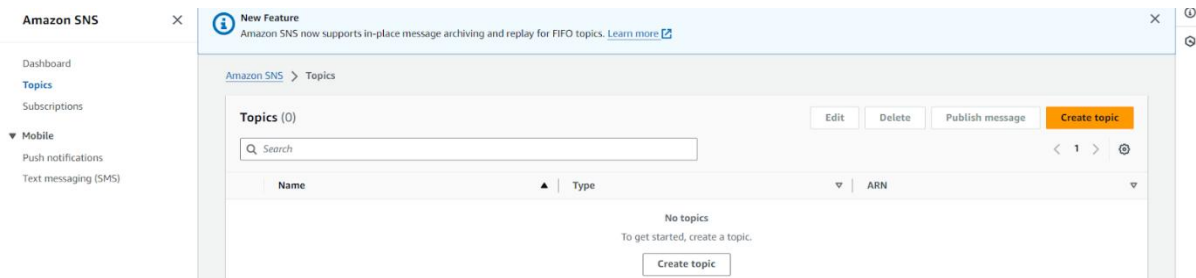 Amazon SNS
Dashboard
Topics
Subscriptions
Mobile
Push notifications
Text messaging (SMS)
New Feature
Amazon SNS now supports in-place message archiving and replay for FIFO topics. Learn more
Amazon SNS > Topics
Topics (0)
Edit Delete Publish message Create topic
Search
< 1 >
Name Type ARN
No topics
To get started, create a topic.
Create topic